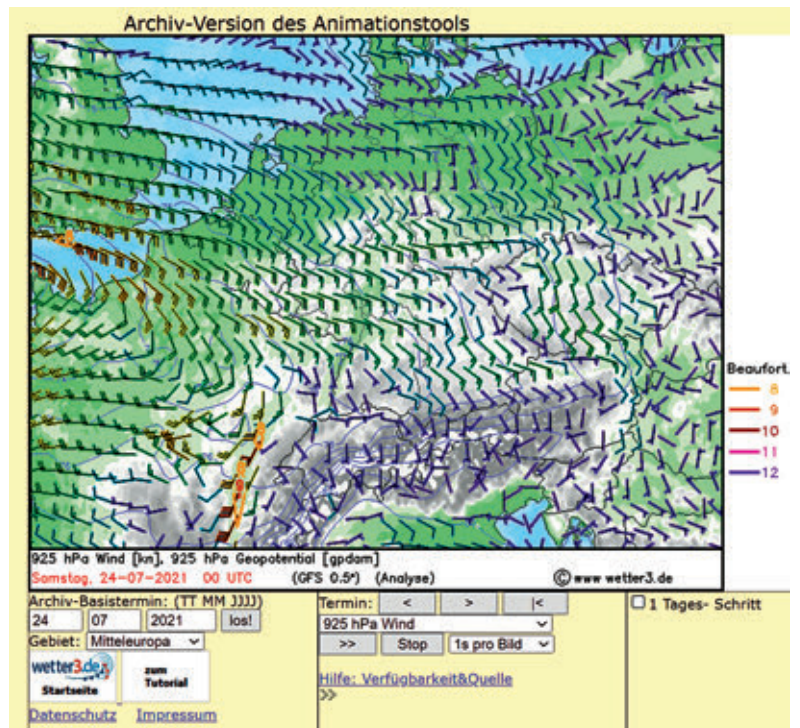 Archiv-Version des Animationstools
Beaufort
8
9
10
11
12
925 hPa Wind [kn], 925 hPa Geopotential [gpdam]
Samstag, 24-07-2021 00 UTC (GFS 0.5°) (Analyse) © www wetter3.de
Archiv-Basistermin: (TT MM JJJJ)
24 07 2021 los!
Gebiet: Mitteleuropa
wetter3.de
Startseite
zum
Tutorial
Datenschutz Impressum
Termin: < > |<
925 hPa Wind
>> Stop 1s pro Bild
Hilfe: Verfügbarkeit&Quelle
>>
1 Tages- Schritt